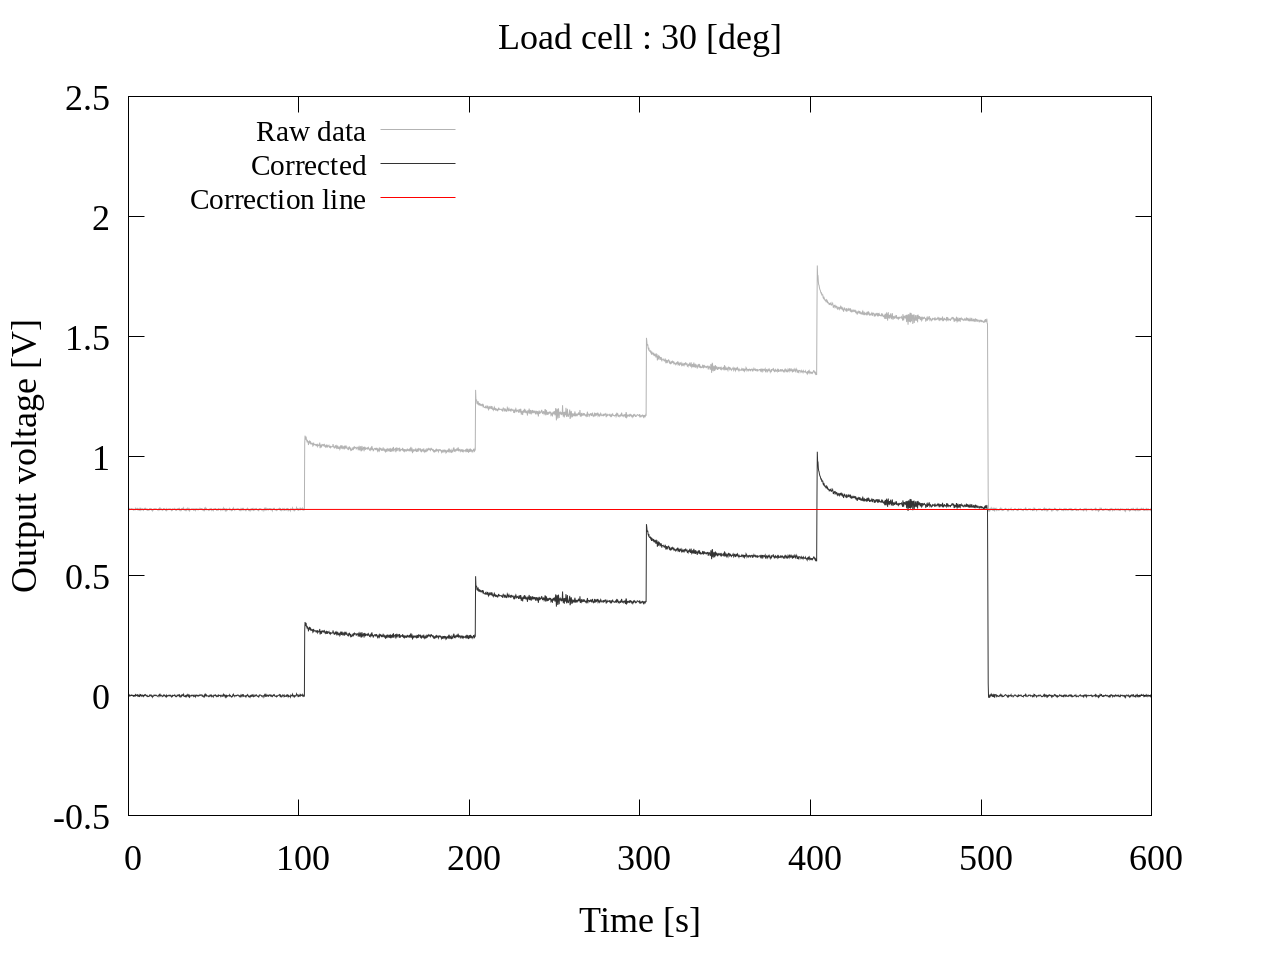 Load cell : 30 [deg]
2.5
2
1.5
1
0.5
0
-0.5
Output voltage [V]
Raw data
Corrected
Correction line
0 100 200 300 400 500 600
Time [s]